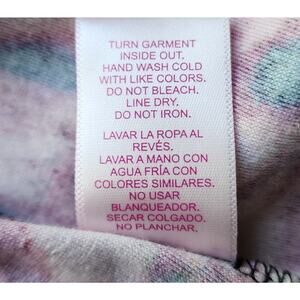 TURN GARMENT
INSIDE OUT.
HAND WASH COLD
WITH LIKE COLORS.
DO NOT BLEACH.
LINE DRY.
DO NOT IRON.
LAVAR LA ROPA AL
REVÉS.
LAVAR A MANO CON
AGUA FRÍA CON
COLORES SIMILARES.
NO USAR
BLANQUEADOR.
SECAR COLGADO.
NO PLANCHAR.